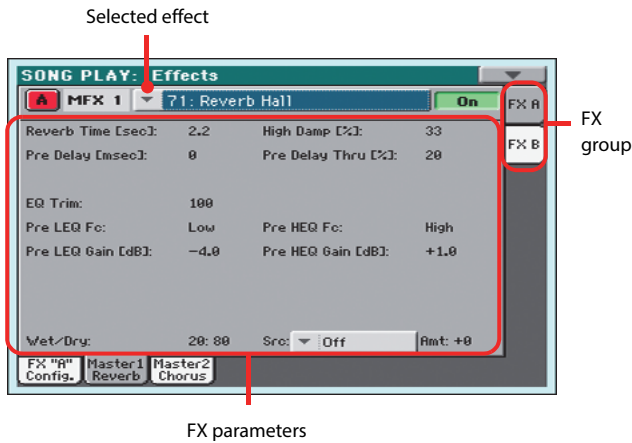 Selected effect
SONG PLAY: Effects
A MFX 1 71: Reverb Hall On
FX A
FX B
FX
group
Reverb Time [sec]: 2.2 High Damp [%]: 33
Pre Delay [msec]: 0 Pre Delay Thru [%]: 20
EQ Trim: 100
Pre LEQ Fc: Low Pre HEQ Fc: High
Pre LEQ Gain [dB]: -4.0 Pre HEQ Gain [dB]: +1.0
Wet/Dry: 20:80 Src: Off Amt: +0
FX "A" Master1 Master2
Config. Reverb Chorus
FX parameters